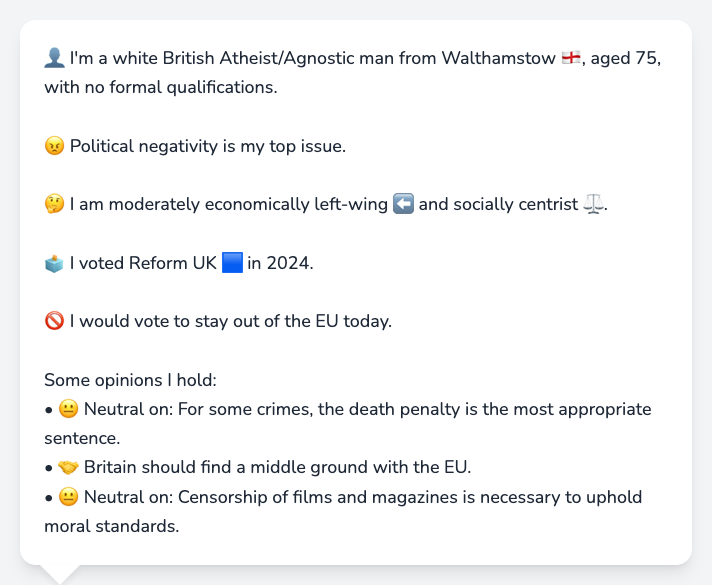 👤 I'm a white British Atheist/Agnostic man from Walthamstow 🏴󠁧󠁢󠁥󠁮󠁧󠁿, aged 75,
with no formal qualifications.
😠 Political negativity is my top issue.
🤔 I am moderately economically left-wing ⬅️ and socially centrist ⚖️.
🗳️ I voted Reform UK 🟦 in 2024.
🚫 I would vote to stay out of the EU today.
Some opinions I hold:
• 😐 Neutral on: For some crimes, the death penalty is the most appropriate
sentence.
• 🤝 Britain should find a middle ground with the EU.
• 😐 Neutral on: Censorship of films and magazines is necessary to uphold
moral standards.